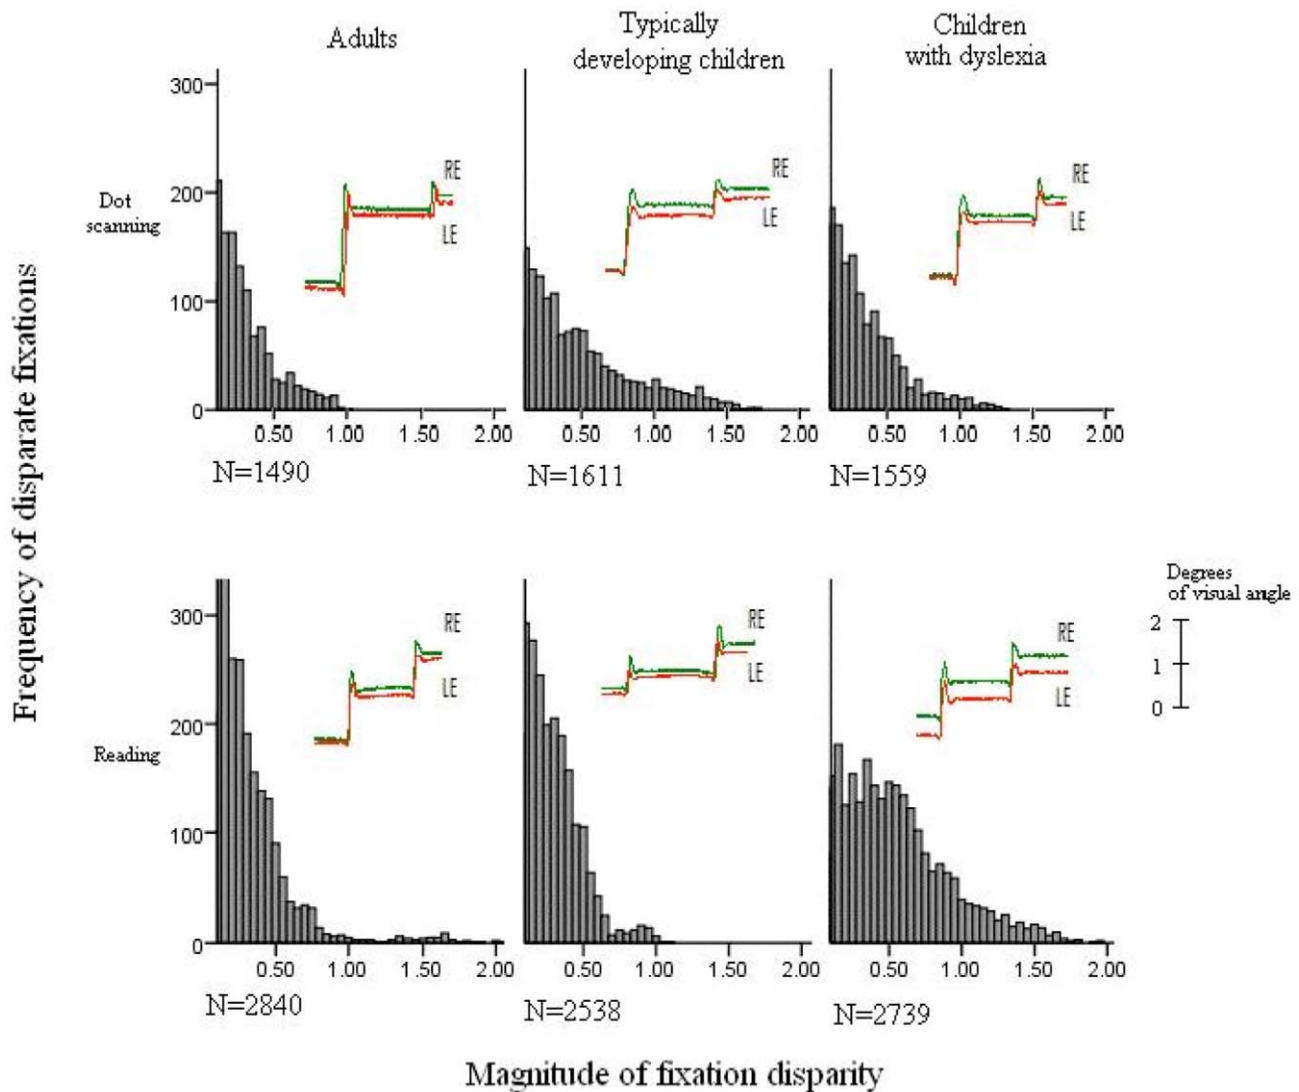 Adults
Typically
developing children
Children
with dyslexia
Frequency of disparate fixations
Dot
scanning
300
200
100
0
RE
LE
0.50 1.00 1.50 2.00
N=1490
RE
LE
0.50 1.00 1.50 2.00
N=1611
RE
LE
0.50 1.00 1.50 2.00
N=1559
Reading
300
200
100
0
RE
LE
0.50 1.00 1.50 2.00
N=2840
RE
LE
0.50 1.00 1.50 2.00
N=2538
RE
LE
0.50 1.00 1.50 2.00
N=2739
Degrees
of visual angle
2
1
0
Magnitude of fixation disparity